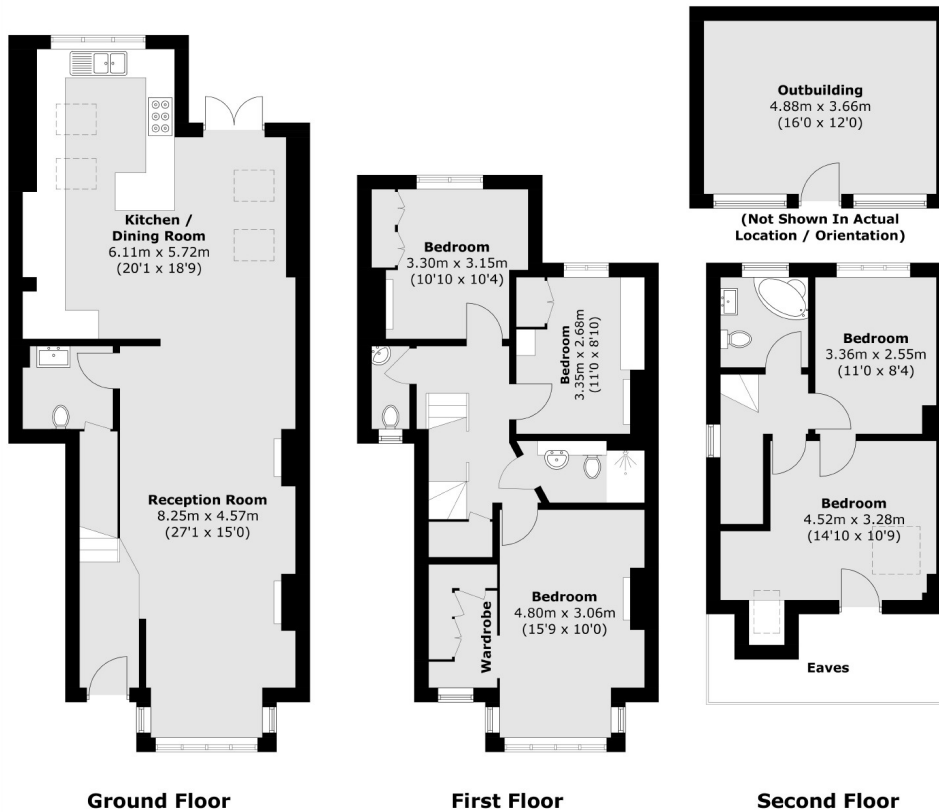 Kitchen /
Dining Room
6.11m x 5.72m
(20'1 x 18'9)
Reception Room
8.25m x 4.57m
(27'1 x 15'0)
Ground Floor
Bedroom
3.30m x 3.15m
(10'10 x 10'4)
Bedroom
3.35m x 2.68m
(11'0 x 8'10)
Bedroom
4.80m x 3.06m
(15'9 x 10'0)
Wardrobe
First Floor
Outbuilding
4.88m x 3.66m
(16'0 x 12'0)
(Not Shown In Actual
Location / Orientation)
Bedroom
3.36m x 2.55m
(11'0 x 8'4)
Bedroom
4.52m x 3.28m
(14'10 x 10'9)
Eaves
Second Floor